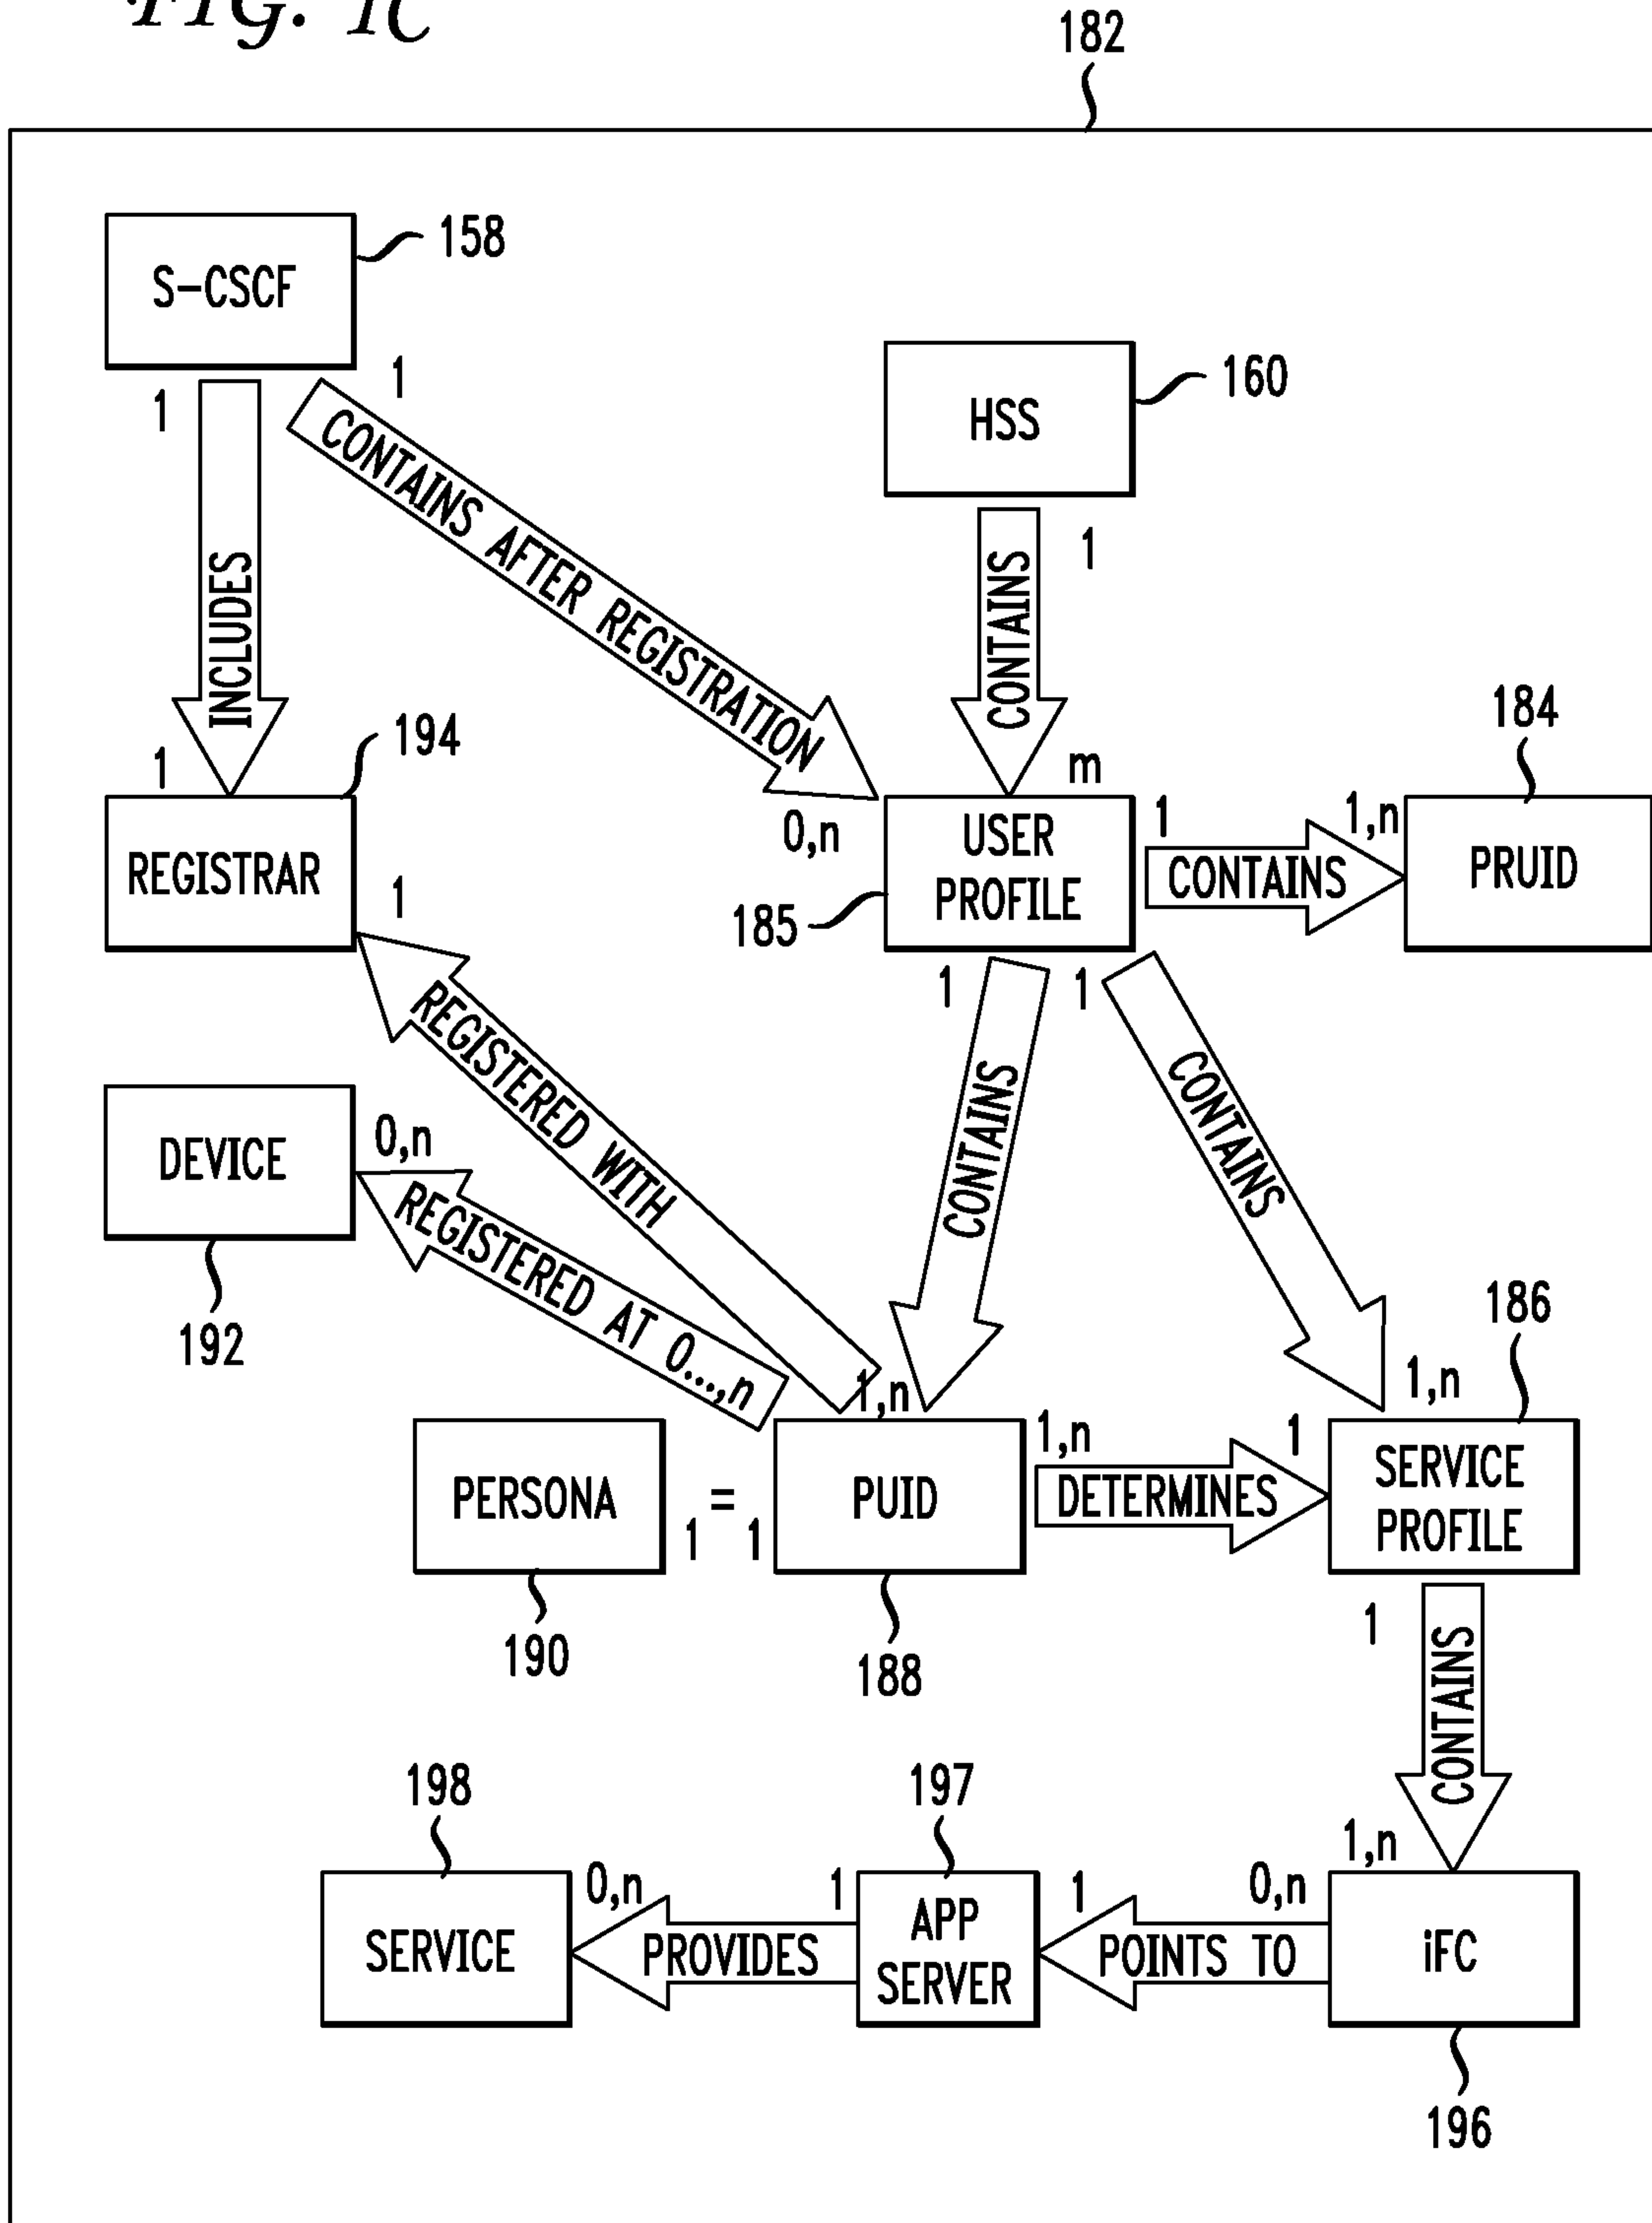 FIG. 1C
182
S-CSCF
158
1
1
CONTAINS AFTER REGISTRATION
INCLUDES
HSS
160
1
CONTAINS
1
194
m
0,n
184
REGISTRAR
1
USER
PROFILE
185
1
CONTAINS
1,n
PRUID
1
1
REGISTERED WITH
CONTAINS
CONTAINS
DEVICE
0,n
192
REGISTERED AT 0...,n
186
1,n
1,n
PERSONA
190
1 = 1
PUID
188
1,n
DETERMINES
1
SERVICE
PROFILE
1
CONTAINS
1,n
198
197
SERVICE
0,n
PROVIDES
1
APP
SERVER
1
POINTS TO
0,n
iFC
196